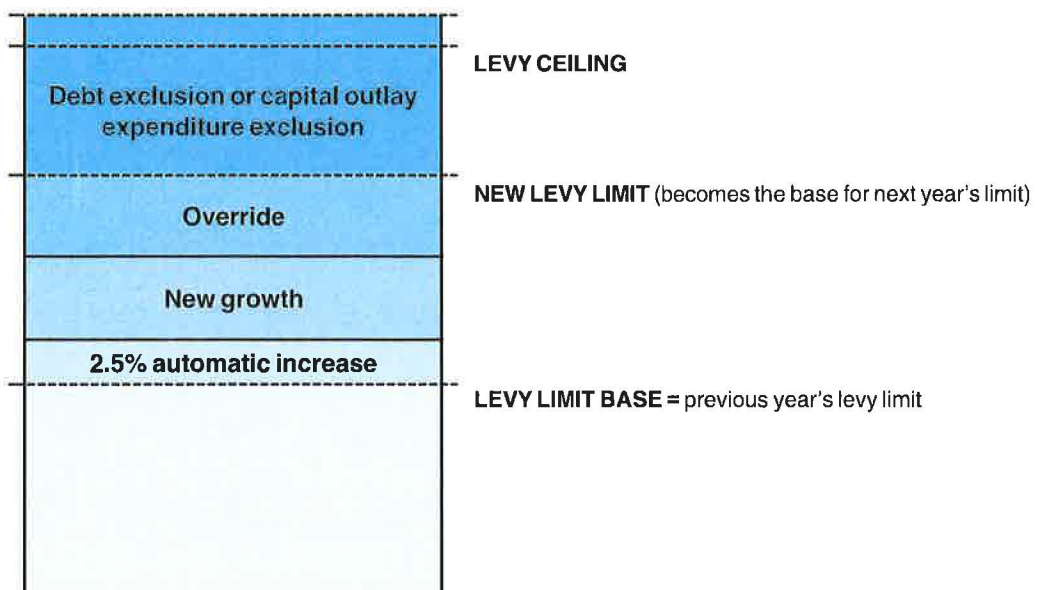 LEVY CEILING
Debt exclusion or capital outlay
expenditure exclusion
NEW LEVY LIMIT (becomes the base for next year's limit)
Override
New growth
2.5% automatic increase
LEVY LIMIT BASE = previous year's levy limit